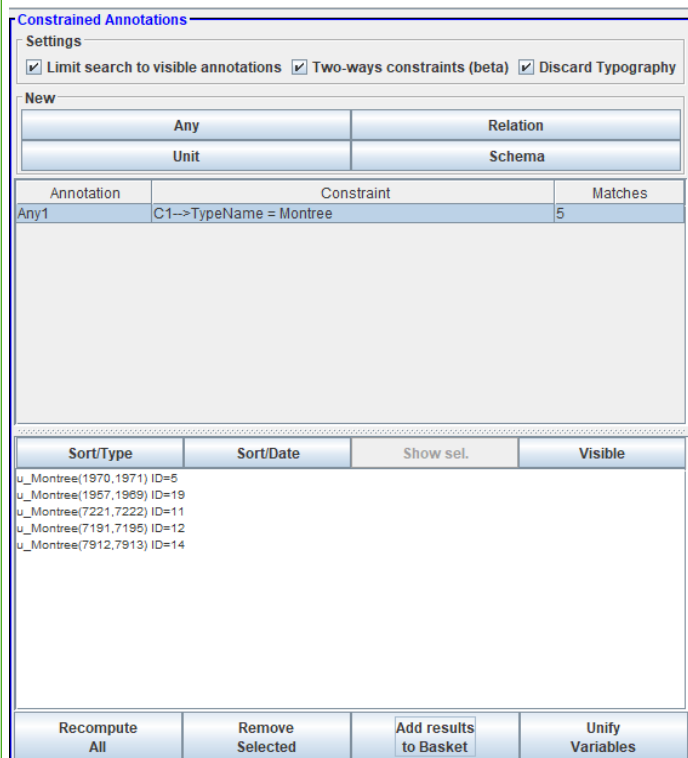 Constrained Annotations
Settings
Limit search to visible annotations Two-ways constraints (beta) Discard Typography
New
Any Relation
Unit Schema
Annotation Constraint Matches
Any1 C1-->TypeName = Montree 5
Sort/Type Sort/Date Show sel. Visible
u_Montree(1970,1971) ID=5
u_Montree(1957,1969) ID=19
u_Montree(7221,7222) ID=11
u_Montree(7191,7195) ID=12
u_Montree(7912,7913) ID=14
Recompute All Remove Selected Add results to Basket Unify Variables